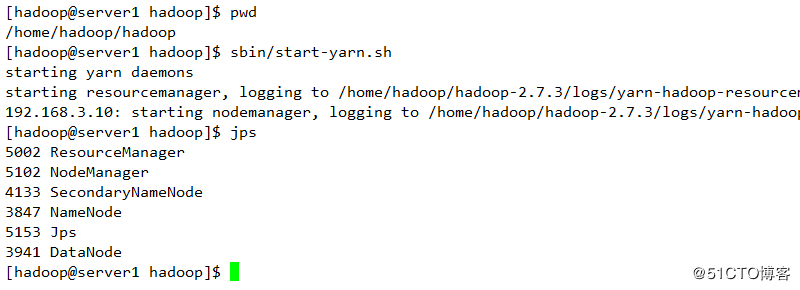 [hadoop@server1 hadoop]$ pwd
/home/hadoop/hadoop
[hadoop@server1 hadoop]$ sbin/start-yarn.sh
starting yarn daemons
starting resourcemanager, logging to /home/hadoop/hadoop-2.7.3/logs/yarn-hadoop-resourcem
192.168.3.10: starting nodemanager, logging to /home/hadoop/hadoop-2.7.3/logs/yarn-hadoop
[hadoop@server1 hadoop]$ jps
5002 ResourceManager
5102 NodeManager
4133 SecondaryNameNode
3847 NameNode
5153 Jps
3941 DataNode
[hadoop@server1 hadoop]$
@51CTO博客